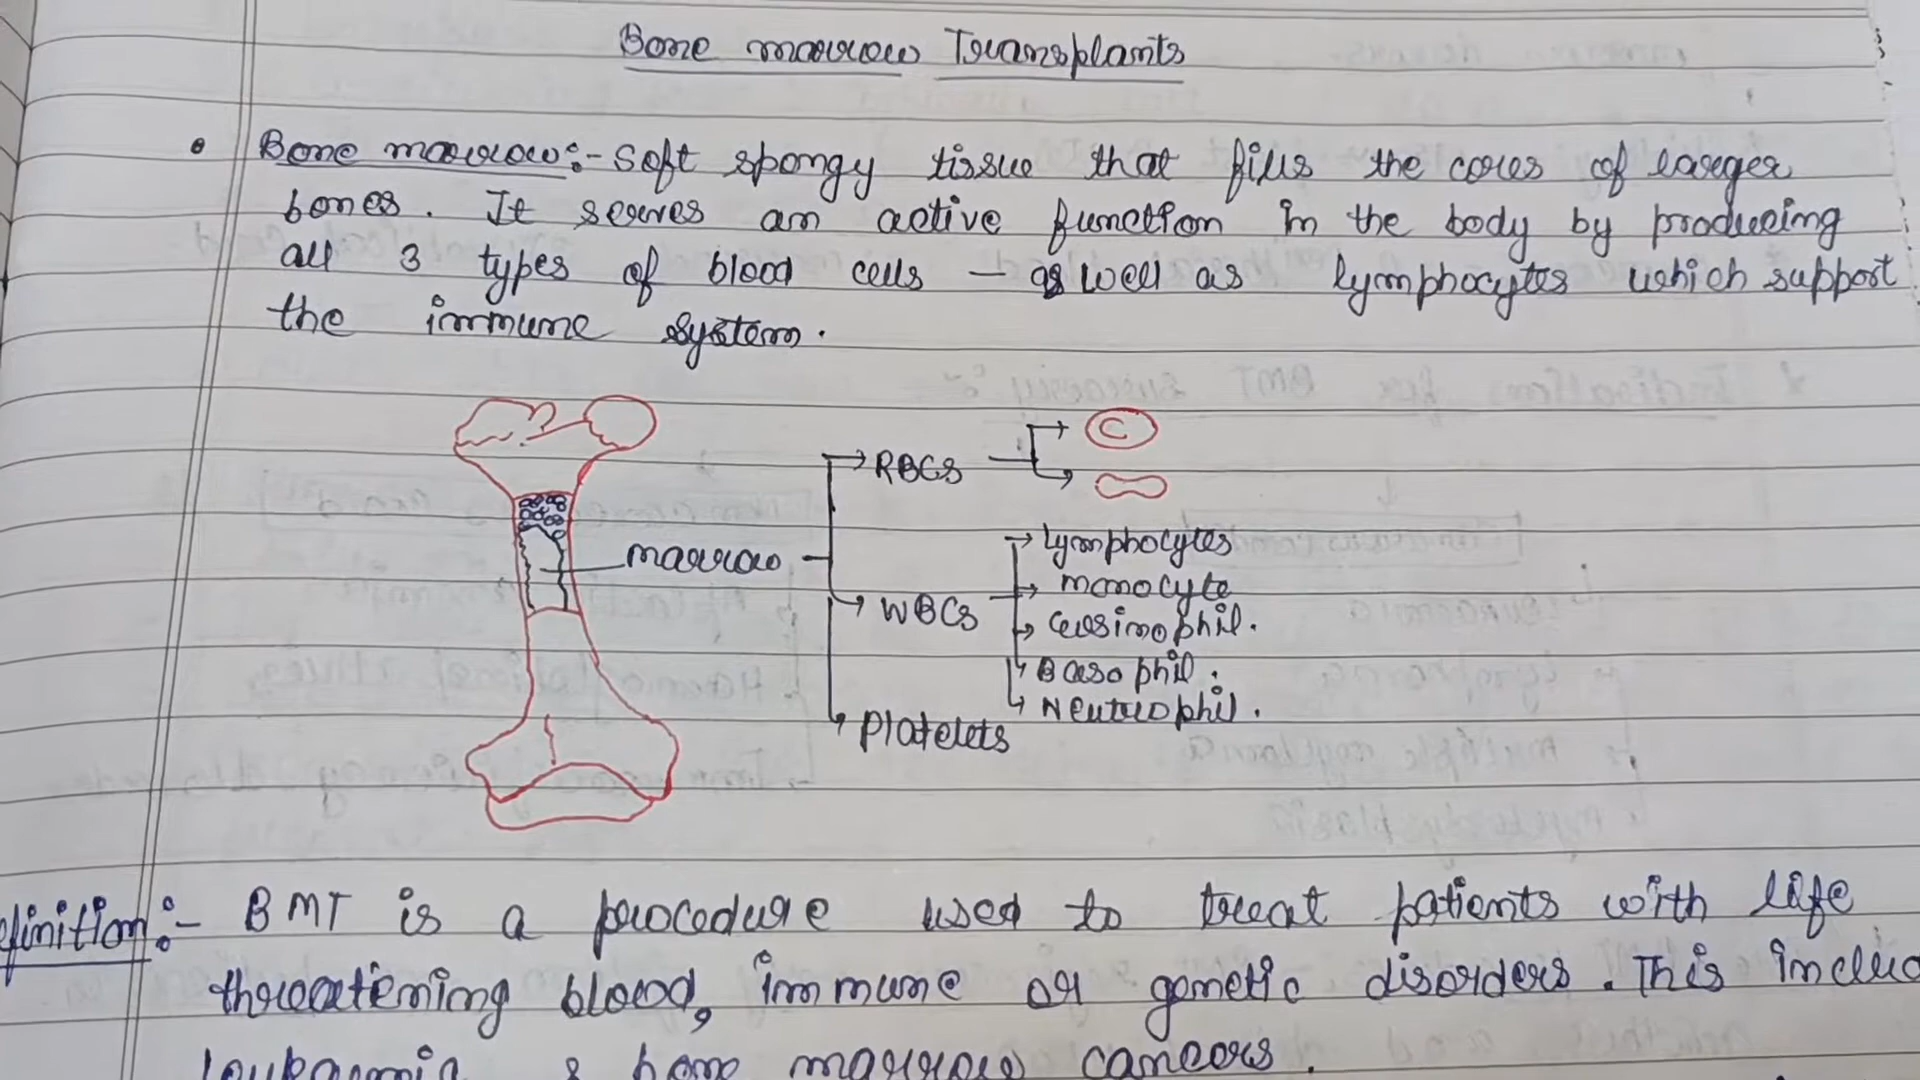 Bone marrow Transplants
• Bone marrow:- Soft spongy tissue that fills the cores of larger
bones. It serves an active function in the body by producing
all 3 types of blood cells - as well as lymphocytes which support
the immune system.
RBCs
C
marrow
WBCs
Lymphocytes
monocyte
Eusinophil.
Basophil.
Neutrophil.
Platelets
finition:- BMT is a procedure used to treat patients with life
threatening blood, immune or genetic disorders. This inclu
leukaemia & bone marrow cancers.